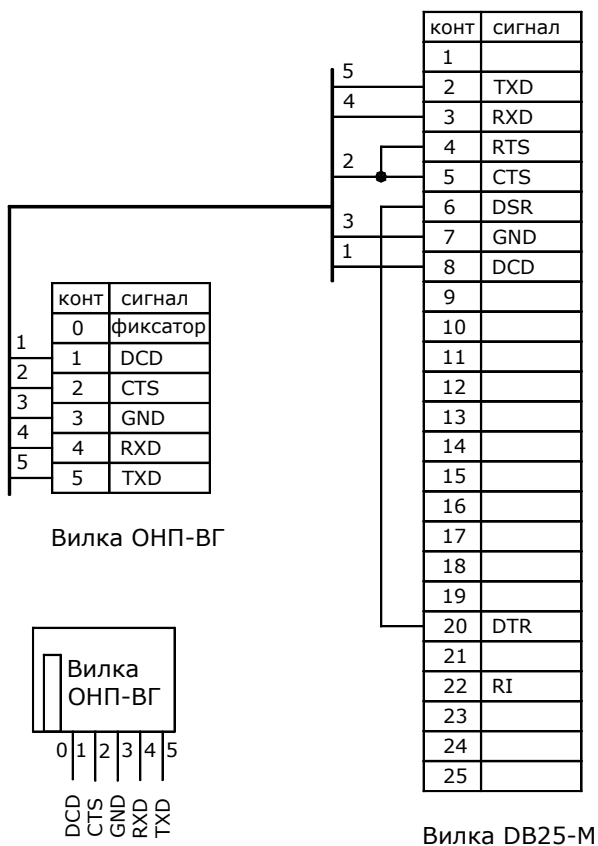 конт сигнал
1
2 TXD
3 RXD
4 RTS
5 CTS
6 DSR
7 GND
8 DCD
9
10
11
12
13
14
15
16
17
18
19
20 DTR
21
22 RI
23
24
25
Вилка DB25-M
5
4
2
3
1
конт сигнал
0 фиксатор
1 1 DCD
2 2 CTS
3 3 GND
4 4 RXD
5 5 TXD
Вилка ОНП-ВГ
Вилка
ОНП-ВГ
0 1 2 3 4 5
DCD
CTS
GND
RXD
TXD